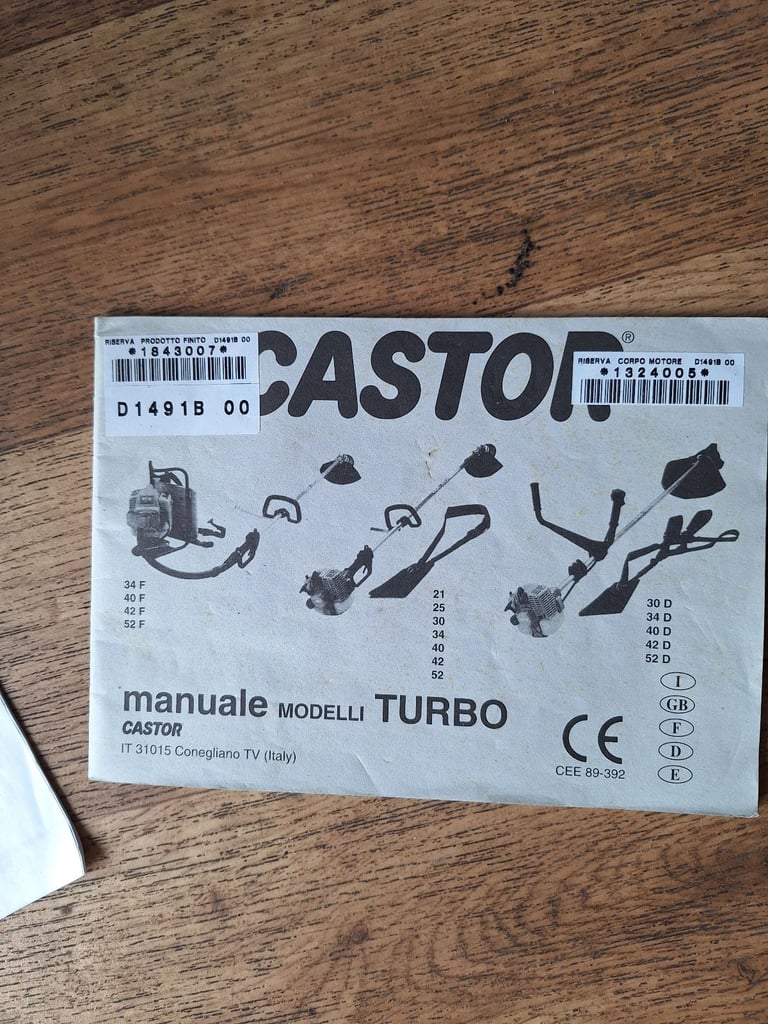 RISERVA PRODOTTO FINITO D1491B 00
*1843007*
D1491B 00
CASTOR®
RISERVA CORPO MOTORE D1491B 00
*1324005*
34 F
40 F
42 F
52 F
21
25
30
34
40
42
52
30 D
34 D
40 D
42 D
52 D
manuale MODELLI TURBO
CASTOR
IT 31015 Conegliano TV (Italy)
CE
CEE 89-392
I
GB
F
D
E